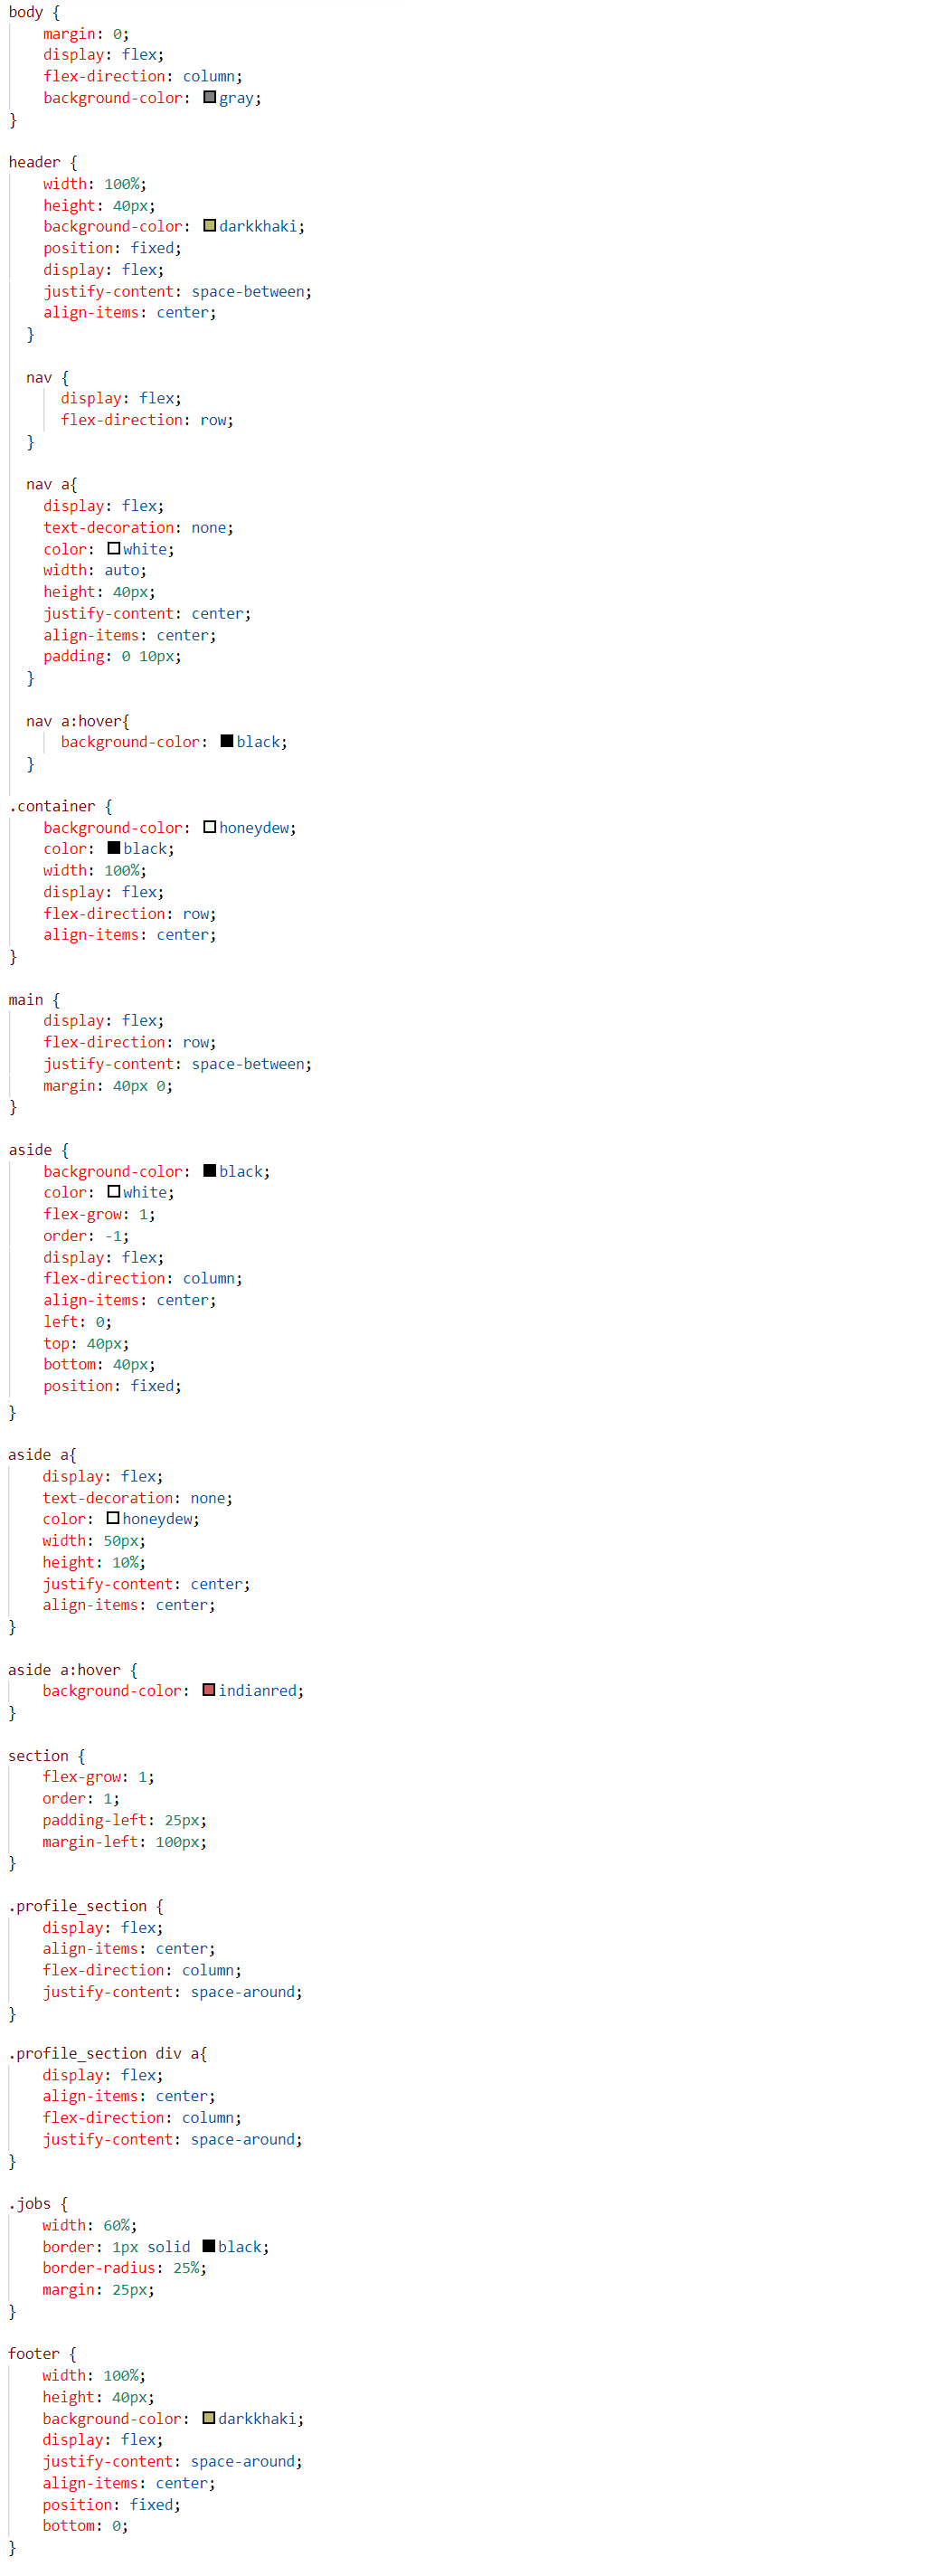 body {
    margin: 0;
    display: flex;
    flex-direction: column;
    background-color: gray;
}

header {
    width: 100%;
    height: 40px;
    background-color: darkkhaki;
    position: fixed;
    display: flex;
    justify-content: space-between;
    align-items: center;
  }

  nav {
      display: flex;
      flex-direction: row;
  }

  nav a{
    display: flex;
    text-decoration: none;
    color: white;
    width: auto;
    height: 40px;
    justify-content: center;
    align-items: center;
    padding: 0 10px;
  }

  nav a:hover{
      background-color: black;
  }

.container {
    background-color: honeydew;
    color: black;
    width: 100%;
    display: flex;
    flex-direction: row;
    align-items: center;
}

main {
    display: flex;
    flex-direction: row;
    justify-content: space-between;
    margin: 40px 0;
}

aside {
    background-color: black;
    color: white;
    flex-grow: 1;
    order: -1;
    display: flex;
    flex-direction: column;
    align-items: center;
    left: 0;
    top: 40px;
    bottom: 40px;
    position: fixed;
}

aside a{
    display: flex;
    text-decoration: none;
    color: honeydew;
    width: 50px;
    height: 10%;
    justify-content: center;
    align-items: center;
}

aside a:hover {
    background-color: indianred;
}

section {
    flex-grow: 1;
    order: 1;
    padding-left: 25px;
    margin-left: 100px;
}

.profile_section {
    display: flex;
    align-items: center;
    flex-direction: column;
    justify-content: space-around;
}

.profile_section div a{
    display: flex;
    align-items: center;
    flex-direction: column;
    justify-content: space-around;
}

.jobs {
    width: 60%;
    border: 1px solid black;
    border-radius: 25%;
    margin: 25px;
}

footer {
    width: 100%;
    height: 40px;
    background-color: darkkhaki;
    display: flex;
    justify-content: space-around;
    align-items: center;
    position: fixed;
    bottom: 0;
}